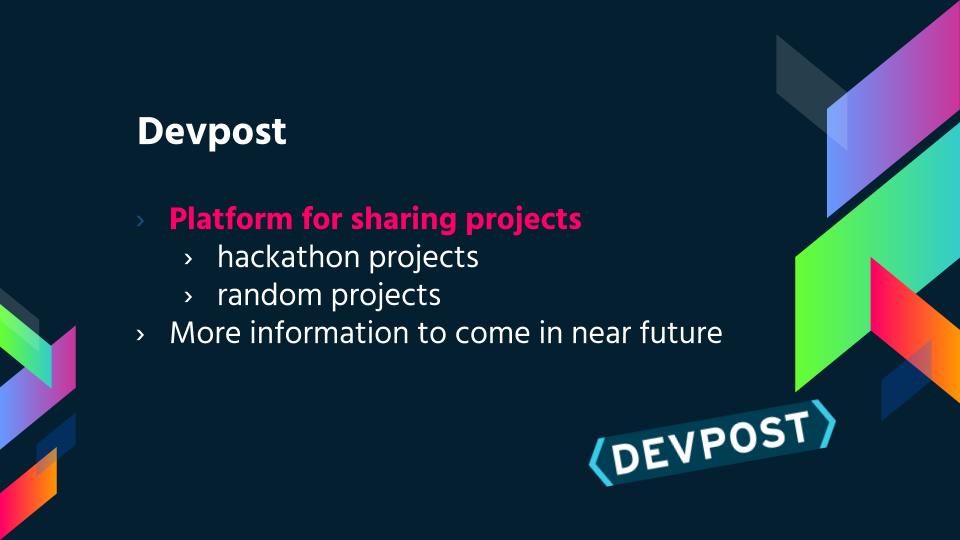 Devpost
› Platform for sharing projects
› hackathon projects
› random projects
› More information to come in near future
DEVPOST